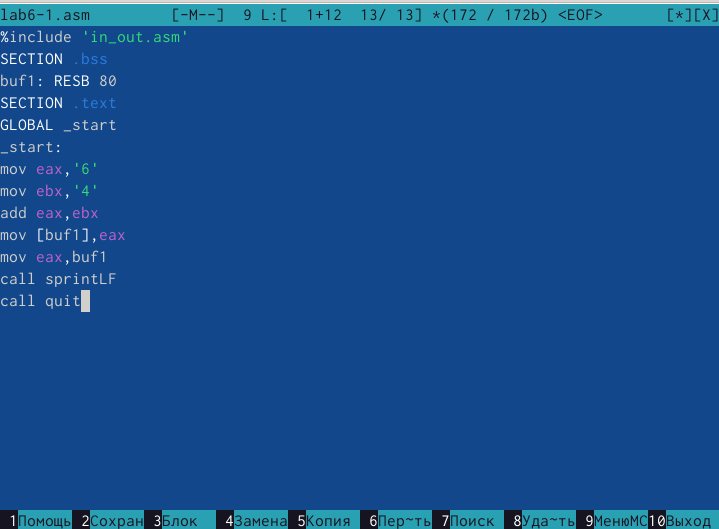 lab6-1.asm [-M--] 9 L:[ 1+12 13/ 13] *(172 / 172b) <EOF> [*][X]
%include 'in_out.asm'
SECTION .bss
buf1: RESB 80
SECTION .text
GLOBAL _start
_start:
mov eax,'6'
mov ebx,'4'
add eax,ebx
mov [buf1],eax
mov eax,buf1
call sprintLF
call quit
1Помощь 2Сохран 3Блок 4Замена 5Копия 6Пер~ть 7Поиск 8Уда~ть 9МенюМС 10Выход